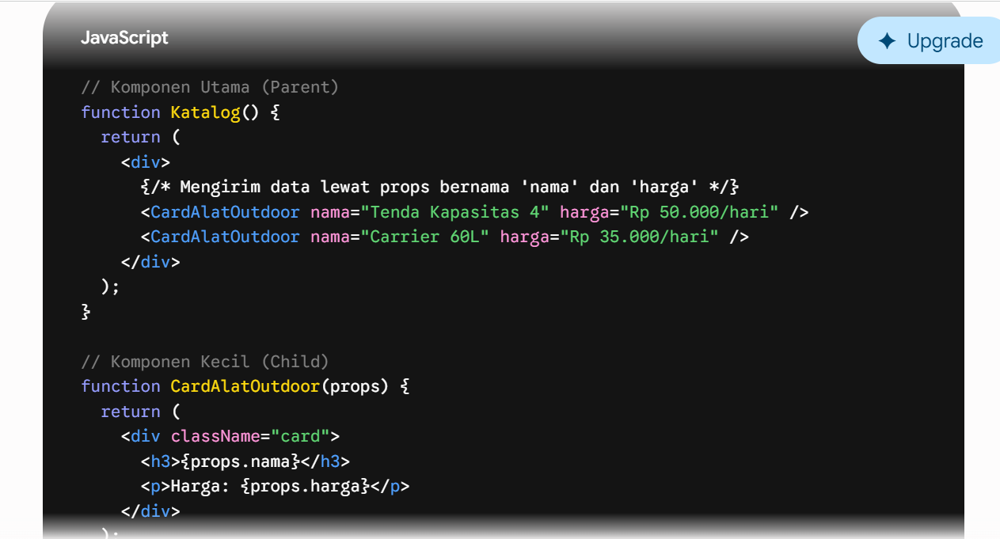 JavaScript
Upgrade
// Komponen Utama (Parent)
function Katalog() {
  return (
    <div>
      {/* Mengirim data lewat props bernama 'nama' dan 'harga' */}
      <CardAlatOutdoor nama="Tenda Kapasitas 4" harga="Rp 50.000/hari" />
      <CardAlatOutdoor nama="Carrier 60L" harga="Rp 35.000/hari" />
    </div>
  );
}
// Komponen Kecil (Child)
function CardAlatOutdoor(props) {
  return (
    <div className="card">
      <h3>{props.nama}</h3>
      <p>Harga: {props.harga}</p>
    </div>
  );